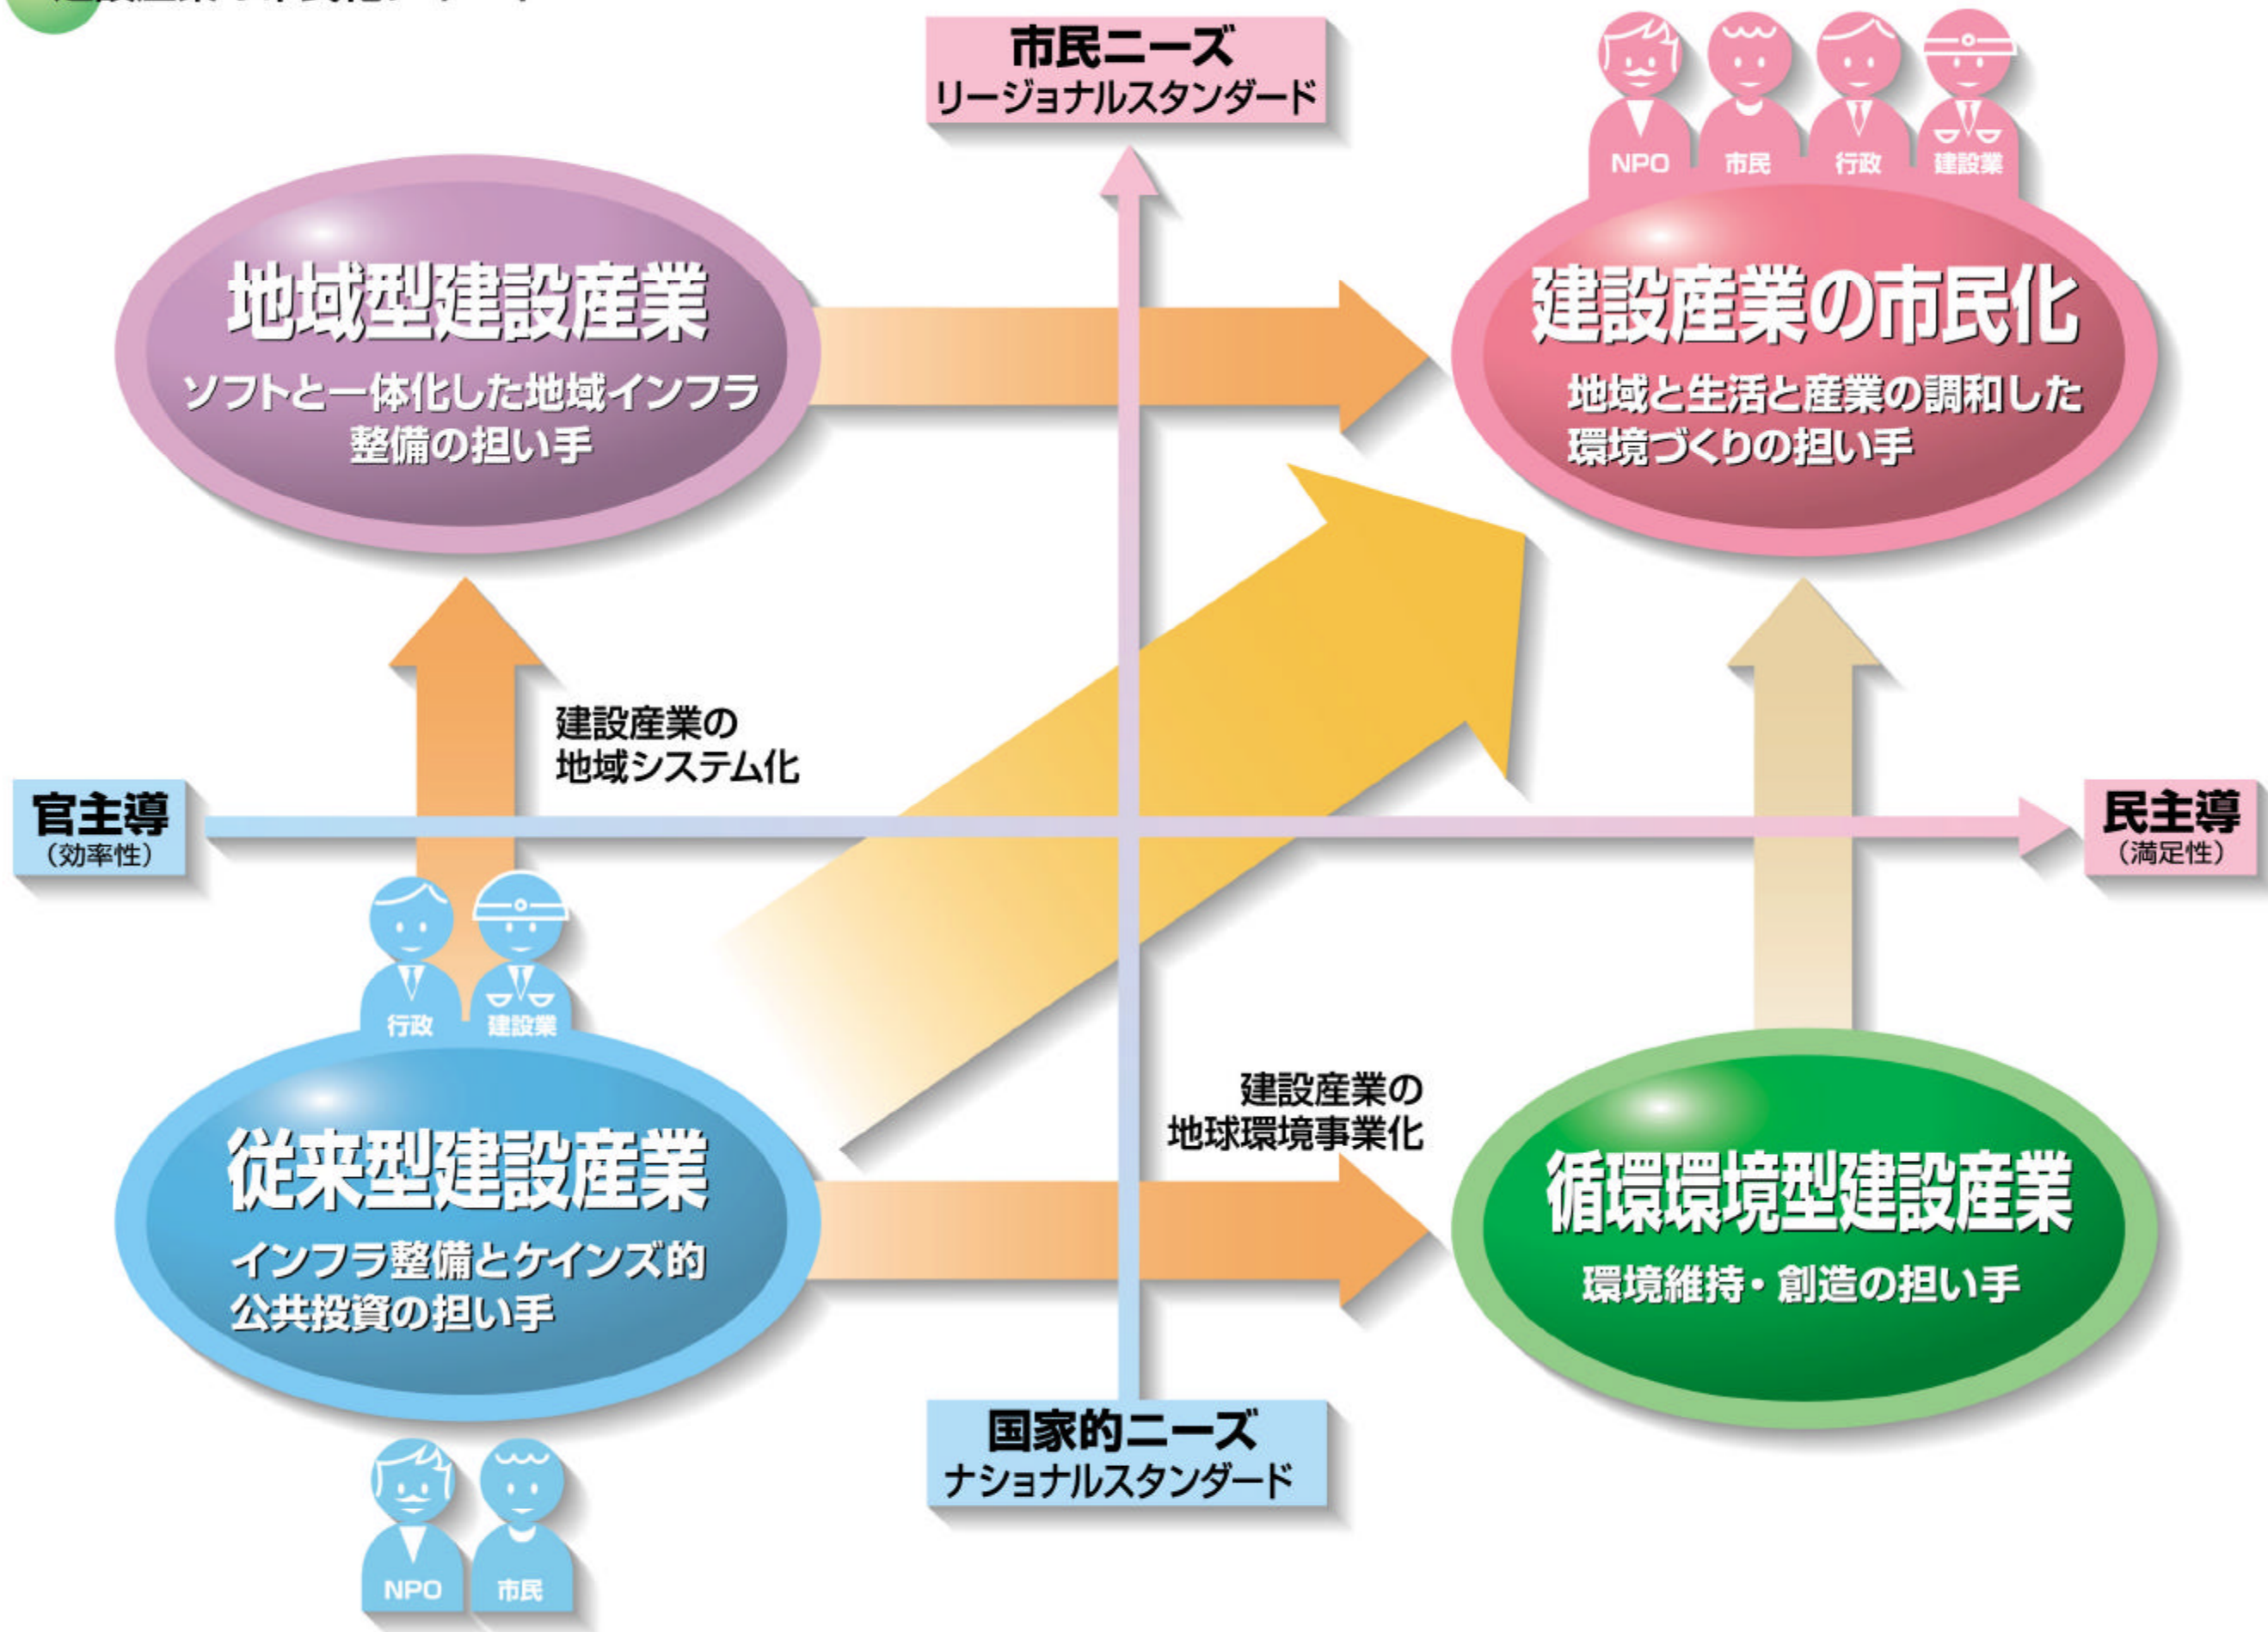 市民ニーズ
リージョナルスタンダード
NPO
市民
行政
建設業
地域型建設産業
ソフトと一体化した地域インフラ
整備の担い手
建設産業の市民化
地域と生活と産業の調和した
環境づくりの担い手
建設産業の
地域システム化
官主導
（効率性）
民主導
（満足性）
行政
建設業
従来型建設産業
インフラ整備とケインズ的
公共投資の担い手
建設産業の
地球環境事業化
循環環境型建設産業
環境維持・創造の担い手
国家的ニーズ
ナショナルスタンダード
NPO
市民